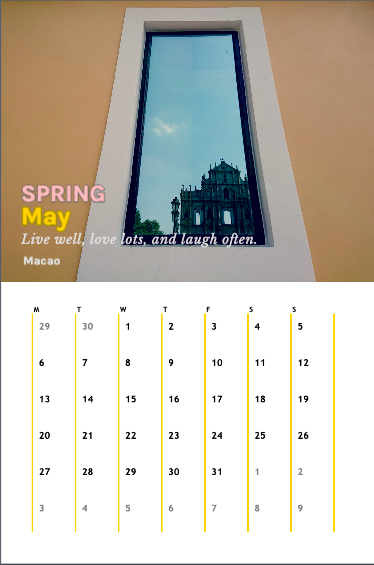 SPRING
May
Live well, love lots, and laugh often.
Macao
M T W T F S S
29 30 1 2 3 4 5
6 7 8 9 10 11 12
13 14 15 16 17 18 19
20 21 22 23 24 25 26
27 28 29 30 31 1 2
3 4 5 6 7 8 9